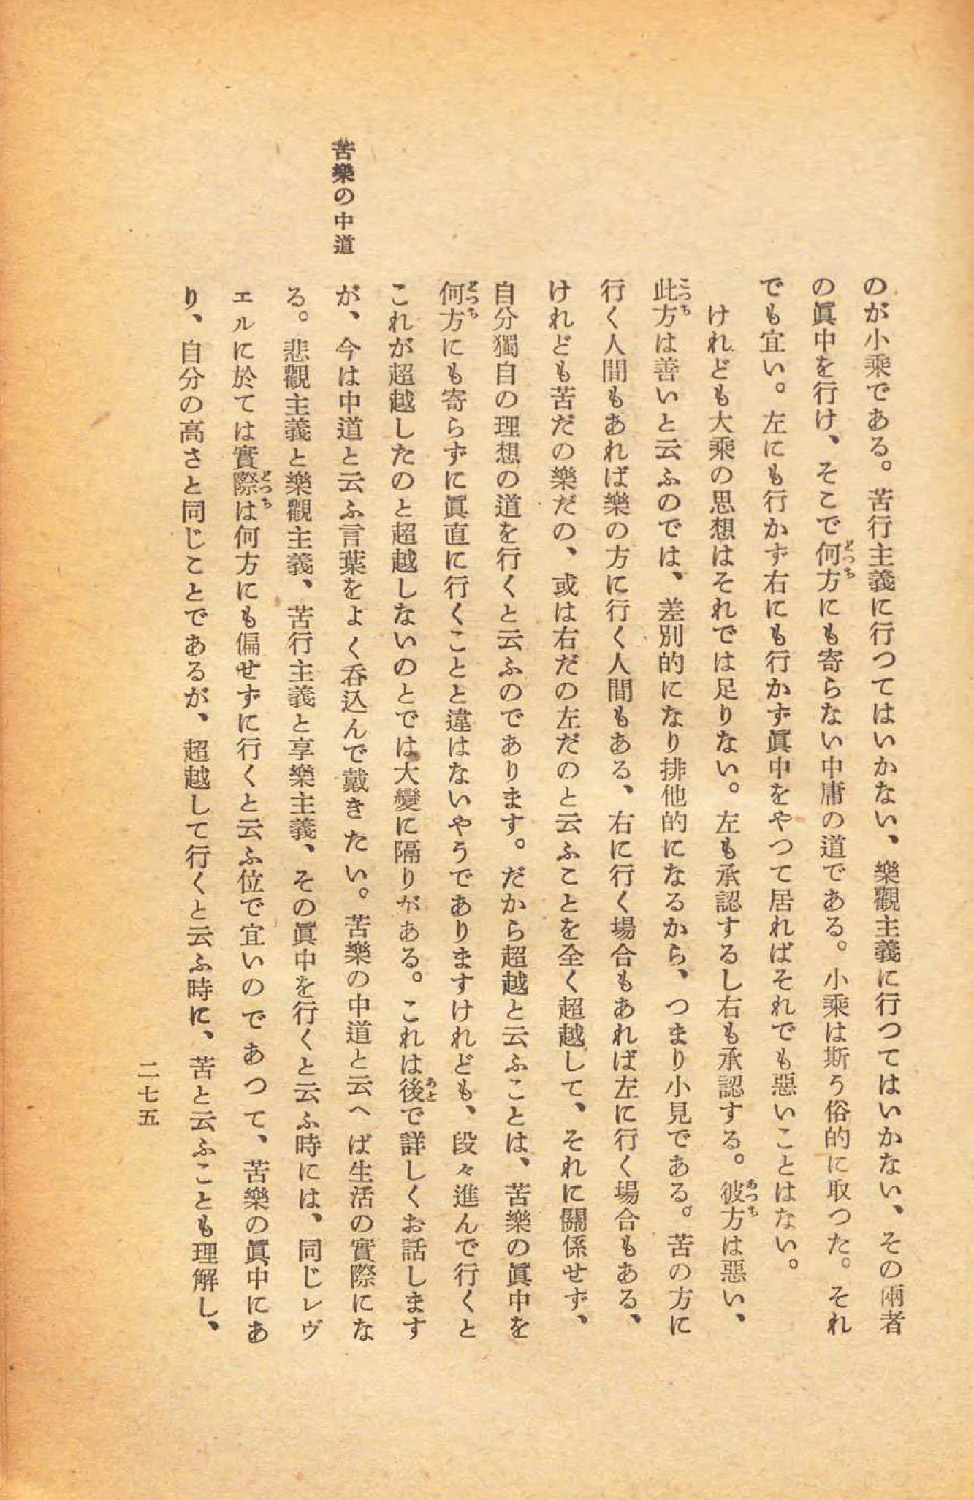 のが小乘である。苦行主義に行つてはいかない、樂觀主義に行つてはいかない、その兩者
の眞中を行け、そこで何方にも寄らない中庸の道である。小乘は斯う俗的に取つた。それ
でも宜い。左にも行かず右にも行かず眞中をやつて居ればそれでも惡いことはない。
けれども大乘の思想はそれでは足りない。左も承認するし右も承認する。彼方は惡い、
此方は善いと云ふのでは、差別的になり排他的になるから、つまり小見である。苦の方に
行く人間もあれば樂の方に行く人間もある、右に行く場合もあれば左に行く場合もある、
けれども苦だの樂だの、或は右だの左だのと云ふことを全く超越して、それに關係せず、
自分獨自の理想の道を行くと云ふのであります。だから超越と云ふことは、苦樂の眞中を
何方にも寄らずに眞直に行くことと違はないやうでありますけれども、段々進んで行くと
これが超越したのと超越しないのとでは大變に隔りがある。これは後で詳しくお話します
が、今は中道と云ふ言葉をよく呑込んで戴きたい。苦樂の中道と云へば生活の實際にな
る。悲觀主義と樂觀主義、苦行主義と享樂主義、その眞中を行くと云ふ時には、同じレヴ
エルに於ては實際は何方にも偏せずに行くと云ふ位で宜いのであつて、苦樂の眞中にあ
り、自分の高さと同じことであるが、超越して行くと云ふ時に、苦と云ふことも理解し、
苦樂の中道
二七五